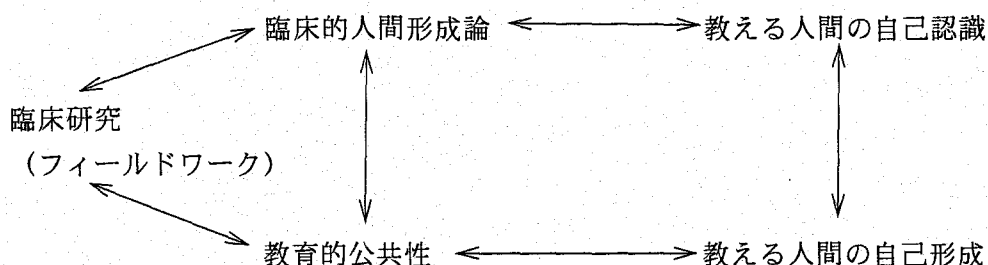 臨床的人間形成論 教える人間の自己認識
臨床研究
（フィールドワーク）
教育的公共性 教える人間の自己形成